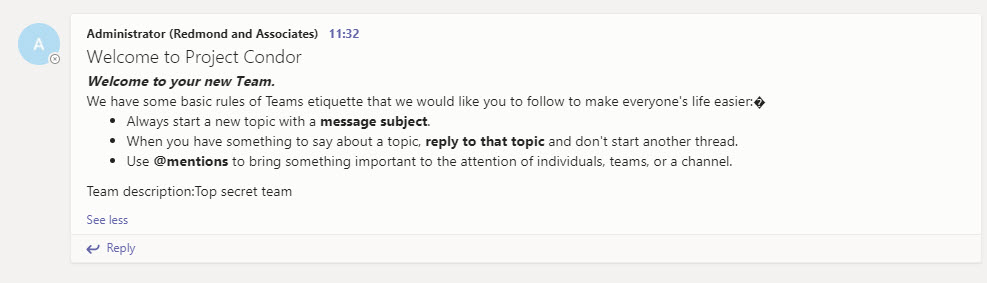 A
Administrator (Redmond and Associates) 11:32
Welcome to Project Condor
Welcome to your new Team.
We have some basic rules of Teams etiquette that we would like you to follow to make everyone's life easier:�
• Always start a new topic with a message subject.
• When you have something to say about a topic, reply to that topic and don't start another thread.
• Use @mentions to bring something important to the attention of individuals, teams, or a channel.
Team description:Top secret team
See less
Reply